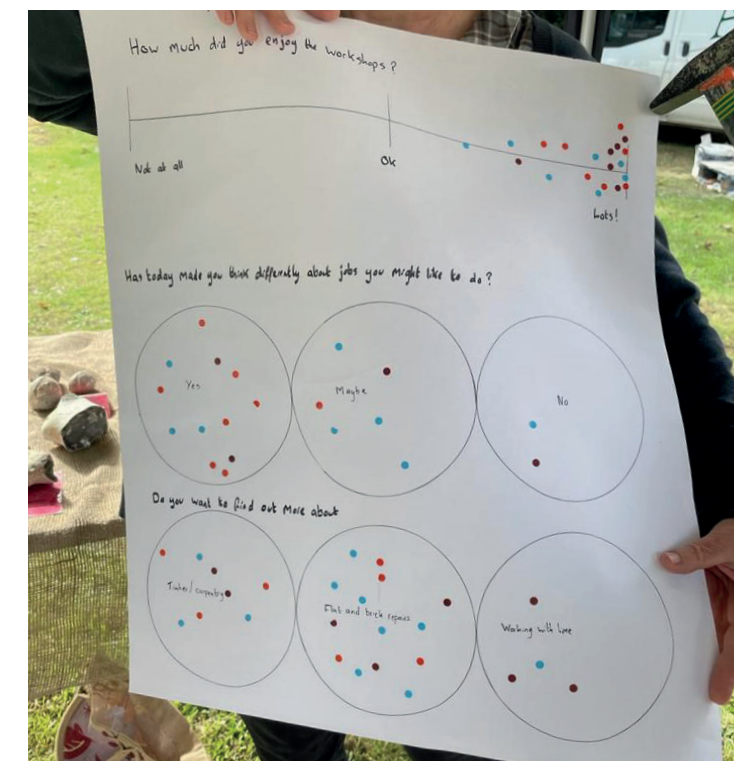 How much did you enjoy the workshops?
Not at all
Ok
Lots!
Has today made you think differently about jobs you might like to do?
Yes
Maybe
No
Do you want to find out more about
Timber/carpentry
Flint and brick repairs
Working with lime